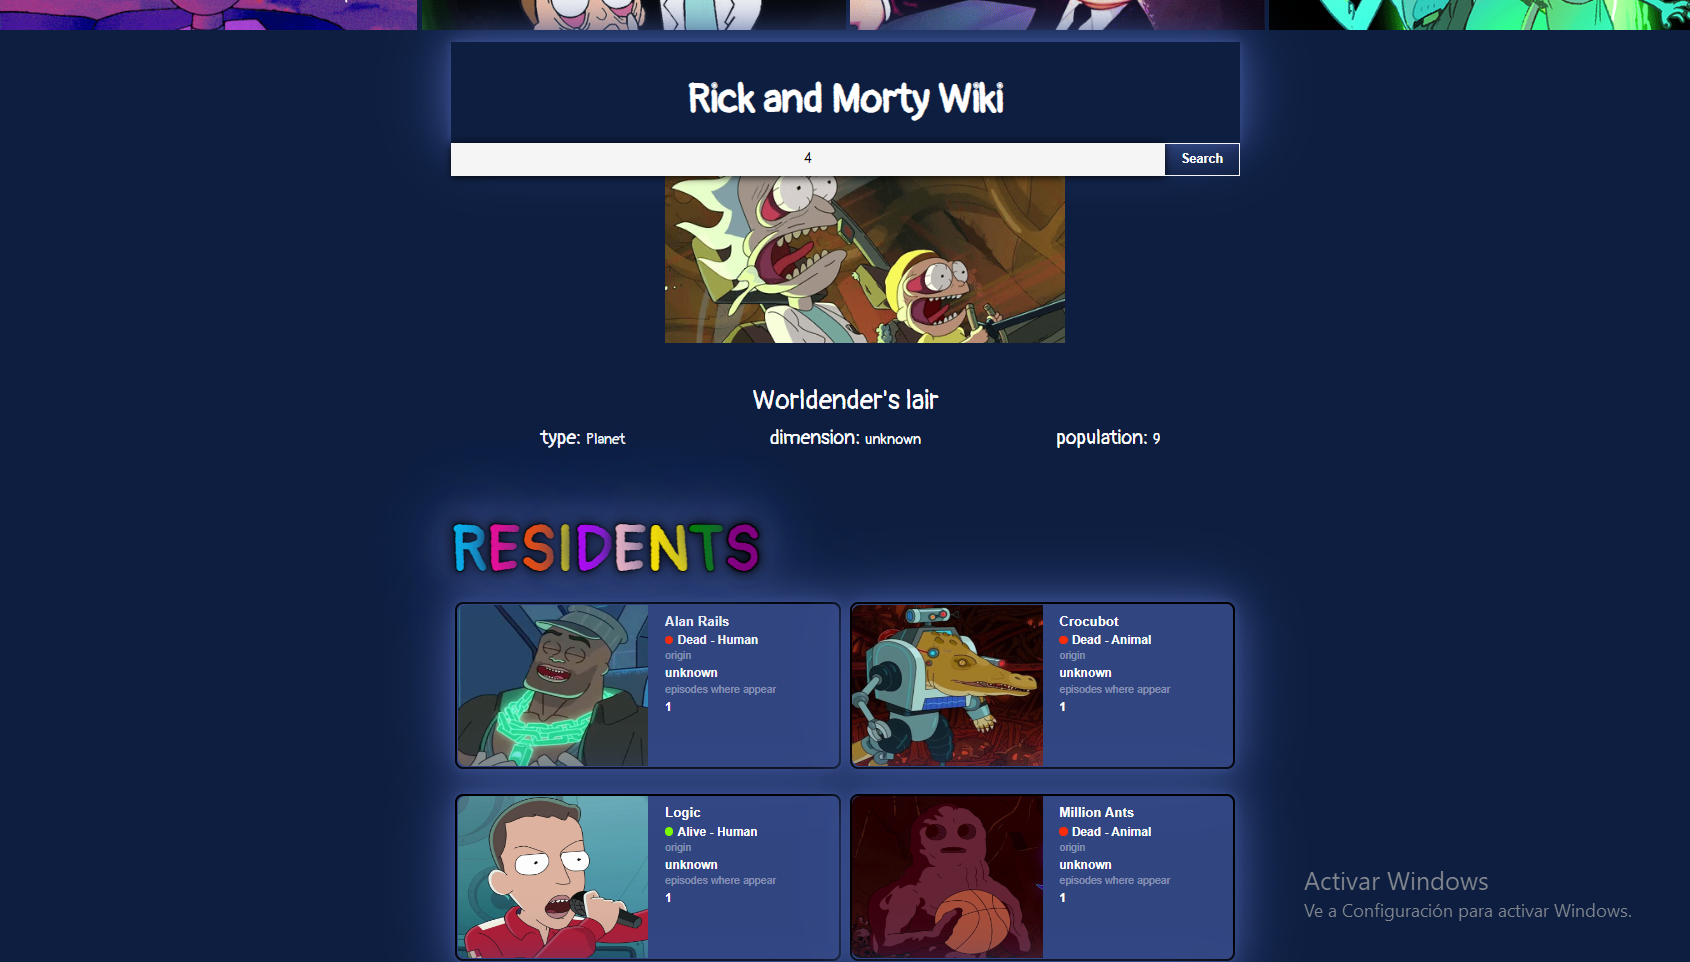 Rick and Morty Wiki
4
Search
Worldender's lair
type: Planet
dimension: unknown
population: 9
RESIDENTS
Alan Rails
Dead - Human
origin
unknown
episodes where appear
1
Crocubot
Dead - Animal
origin
unknown
episodes where appear
1
Logic
Alive - Human
origin
unknown
episodes where appear
1
Million Ants
Dead - Animal
origin
unknown
episodes where appear
1
Activar Windows
Ve a Configuración para activar Windows.